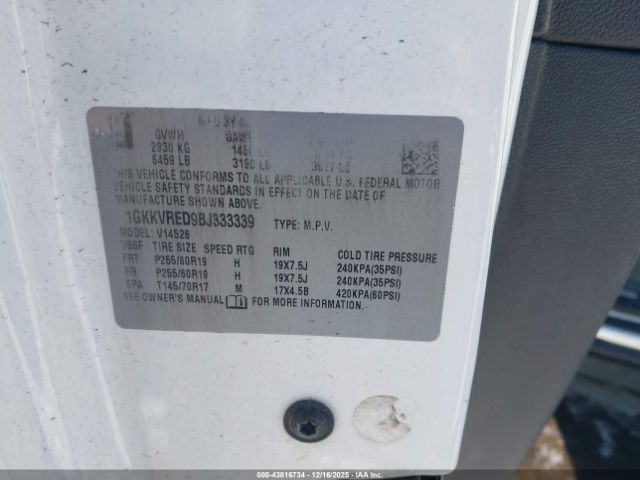 GVWR
2930 KG
6459 LB
THIS VEHICLE CONFORMS TO ALL APPLICABLE U.S. FEDERAL MOTOR
VEHICLE SAFETY STANDARDS IN EFFECT ON THE DATE OF
MANUFACTURE SHOWN ABOVE.
1GKKVRED9BJ333339 TYPE: M.P.V.
MODEL: V14526
TIRE SIZE SPEED RTG RIM COLD TIRE PRESSURE
FRT P255/60R19 H 19X7.5J 240KPA(35PSI)
RR P255/60R19 H 19X7.5J 240KPA(35PSI)
SPA T145/70R17 M 17X4.5B 420KPA(60PSI)
SEE OWNER'S MANUAL FOR MORE INFORMATION.
000-43816734 - 12/16/2025 - IAA Inc.